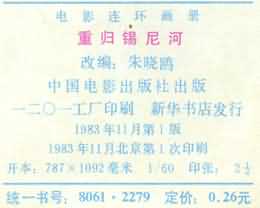 电影连环画册
重归锡尼河
改编：朱晓鸥
中国电影出版社出版
一二〇一工厂印刷 新华书店发行
1983年11月第1版
1983年11月北京第1次印刷
开本：787×1092毫米 1/60 印张：2½
统一书号：8061·2279 定价：0.26元